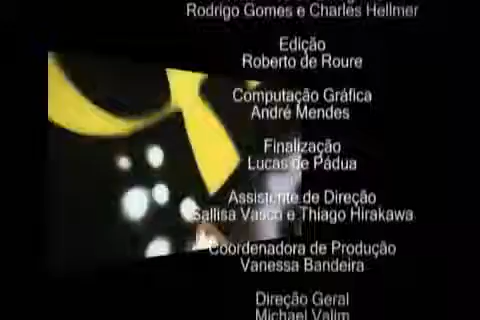 Rodrigo Gomes e Charles Hellmer
Edição
Roberto de Roure
Computação Gráfica
André Mendes
Finalização
Lucas de Pádua
Assistente de Direção
Sallisa Vasco e Thiago Hirakawa
Coordenadora de Produção
Vanessa Bandeira
Direção Geral
Michael Valim